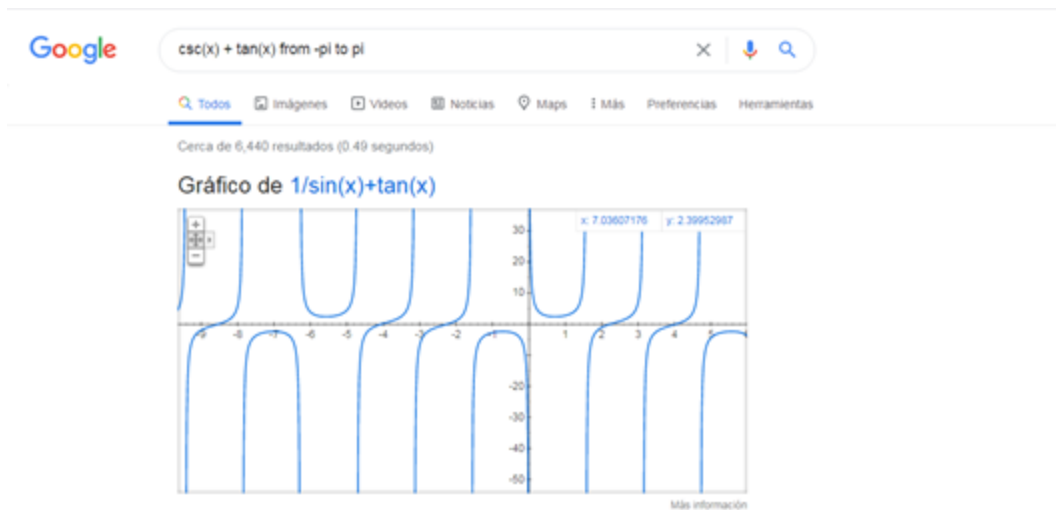 Google csc(x) + tan(x) from -pi to pi
Todos Imágenes Videos Noticias Maps Más Preferencias Herramientas
Cerca de 6,440 resultados (0.49 segundos)
Gráfico de 1/sin(x)+tan(x)
x: 7.03607176 y: 2.39952987
30
20
10
-9 -8 -7 -6 -5 -4 -3 -2 -1 1 2 3 4 5
-20
-30
-40
-50
Más información